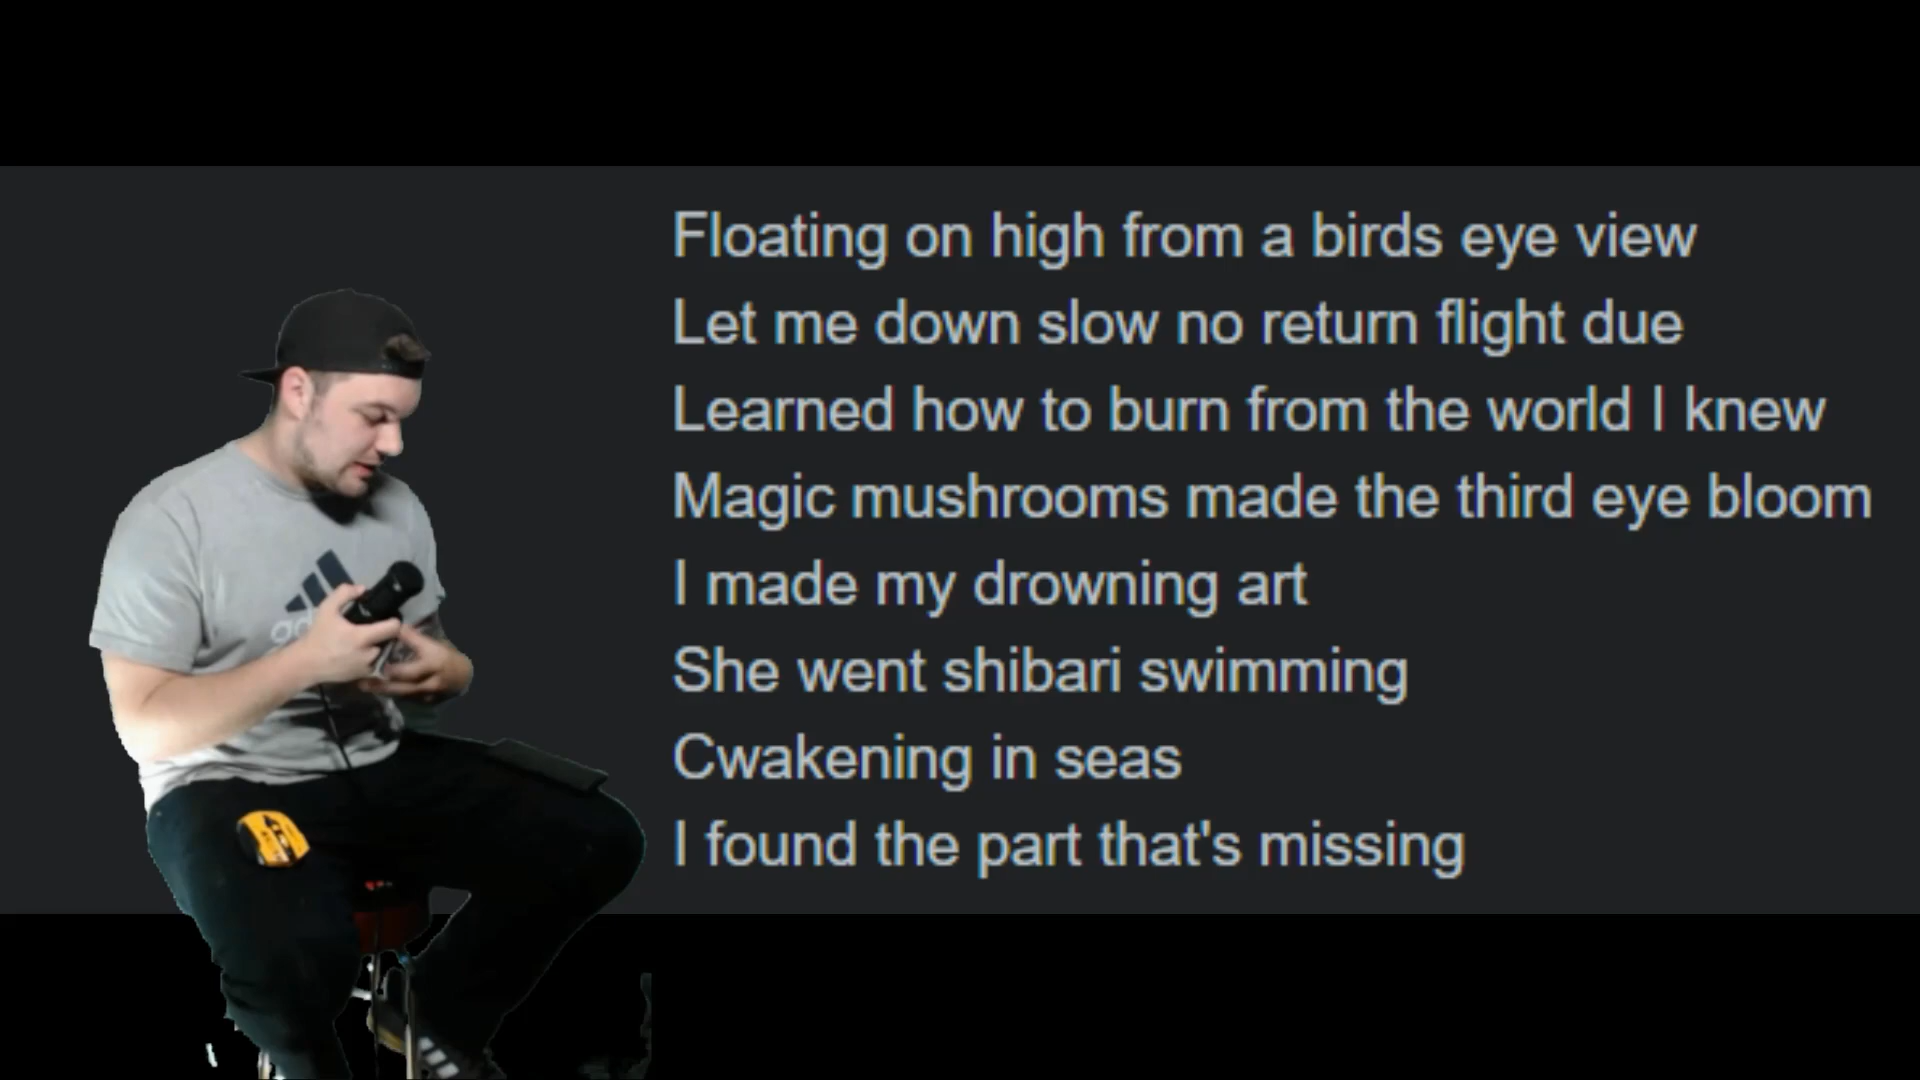 Floating on high from a birds eye view
Let me down slow no return flight due
Learned how to burn from the world I knew
Magic mushrooms made the third eye bloom
I made my drowning art
She went shibari swimming
Cwakening in seas
I found the part that's missing
ad